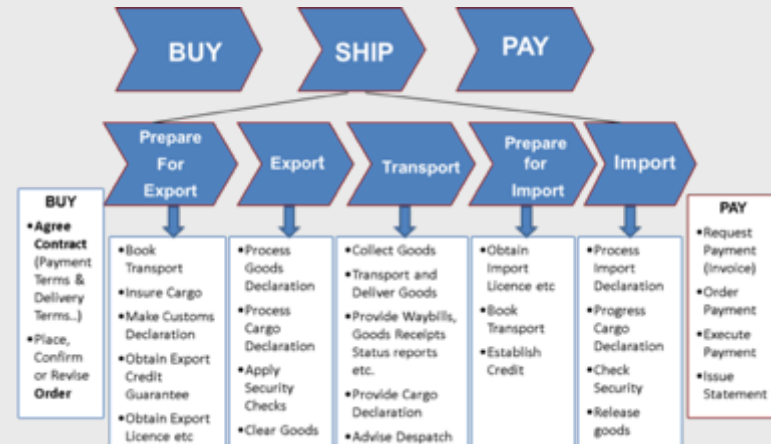 BUY
SHIP
PAY
Prepare
For
Export
Export
Transport
Prepare
for
Import
Import
BUY
•Agree
Contract
(Payment
Terms &
Delivery
Terms..)
•Place,
Confirm
or Revise
Order
•Book
Transport
•Insure Cargo
•Make Customs
Declaration
•Obtain Export
Credit
Guarantee
•Obtain Export
Licence etc
•Process
Goods
Declaration
•Process
Cargo
Declaration
•Apply
Security
Checks
•Clear Goods
•Collect Goods
•Transport and
Deliver Goods
•Provide Waybills,
Goods Receipts
Status reports
etc.
•Provide Cargo
Declaration
•Advise Despatch
•Obtain
Import
Licence etc
•Book
Transport
•Establish
Credit
•Process
Import
Declaration
•Progress
Cargo
Declaration
•Check
Security
•Release
goods
PAY
•Request
Payment
(Invoice)
•Order
Payment
•Execute
Payment
•Issue
Statement